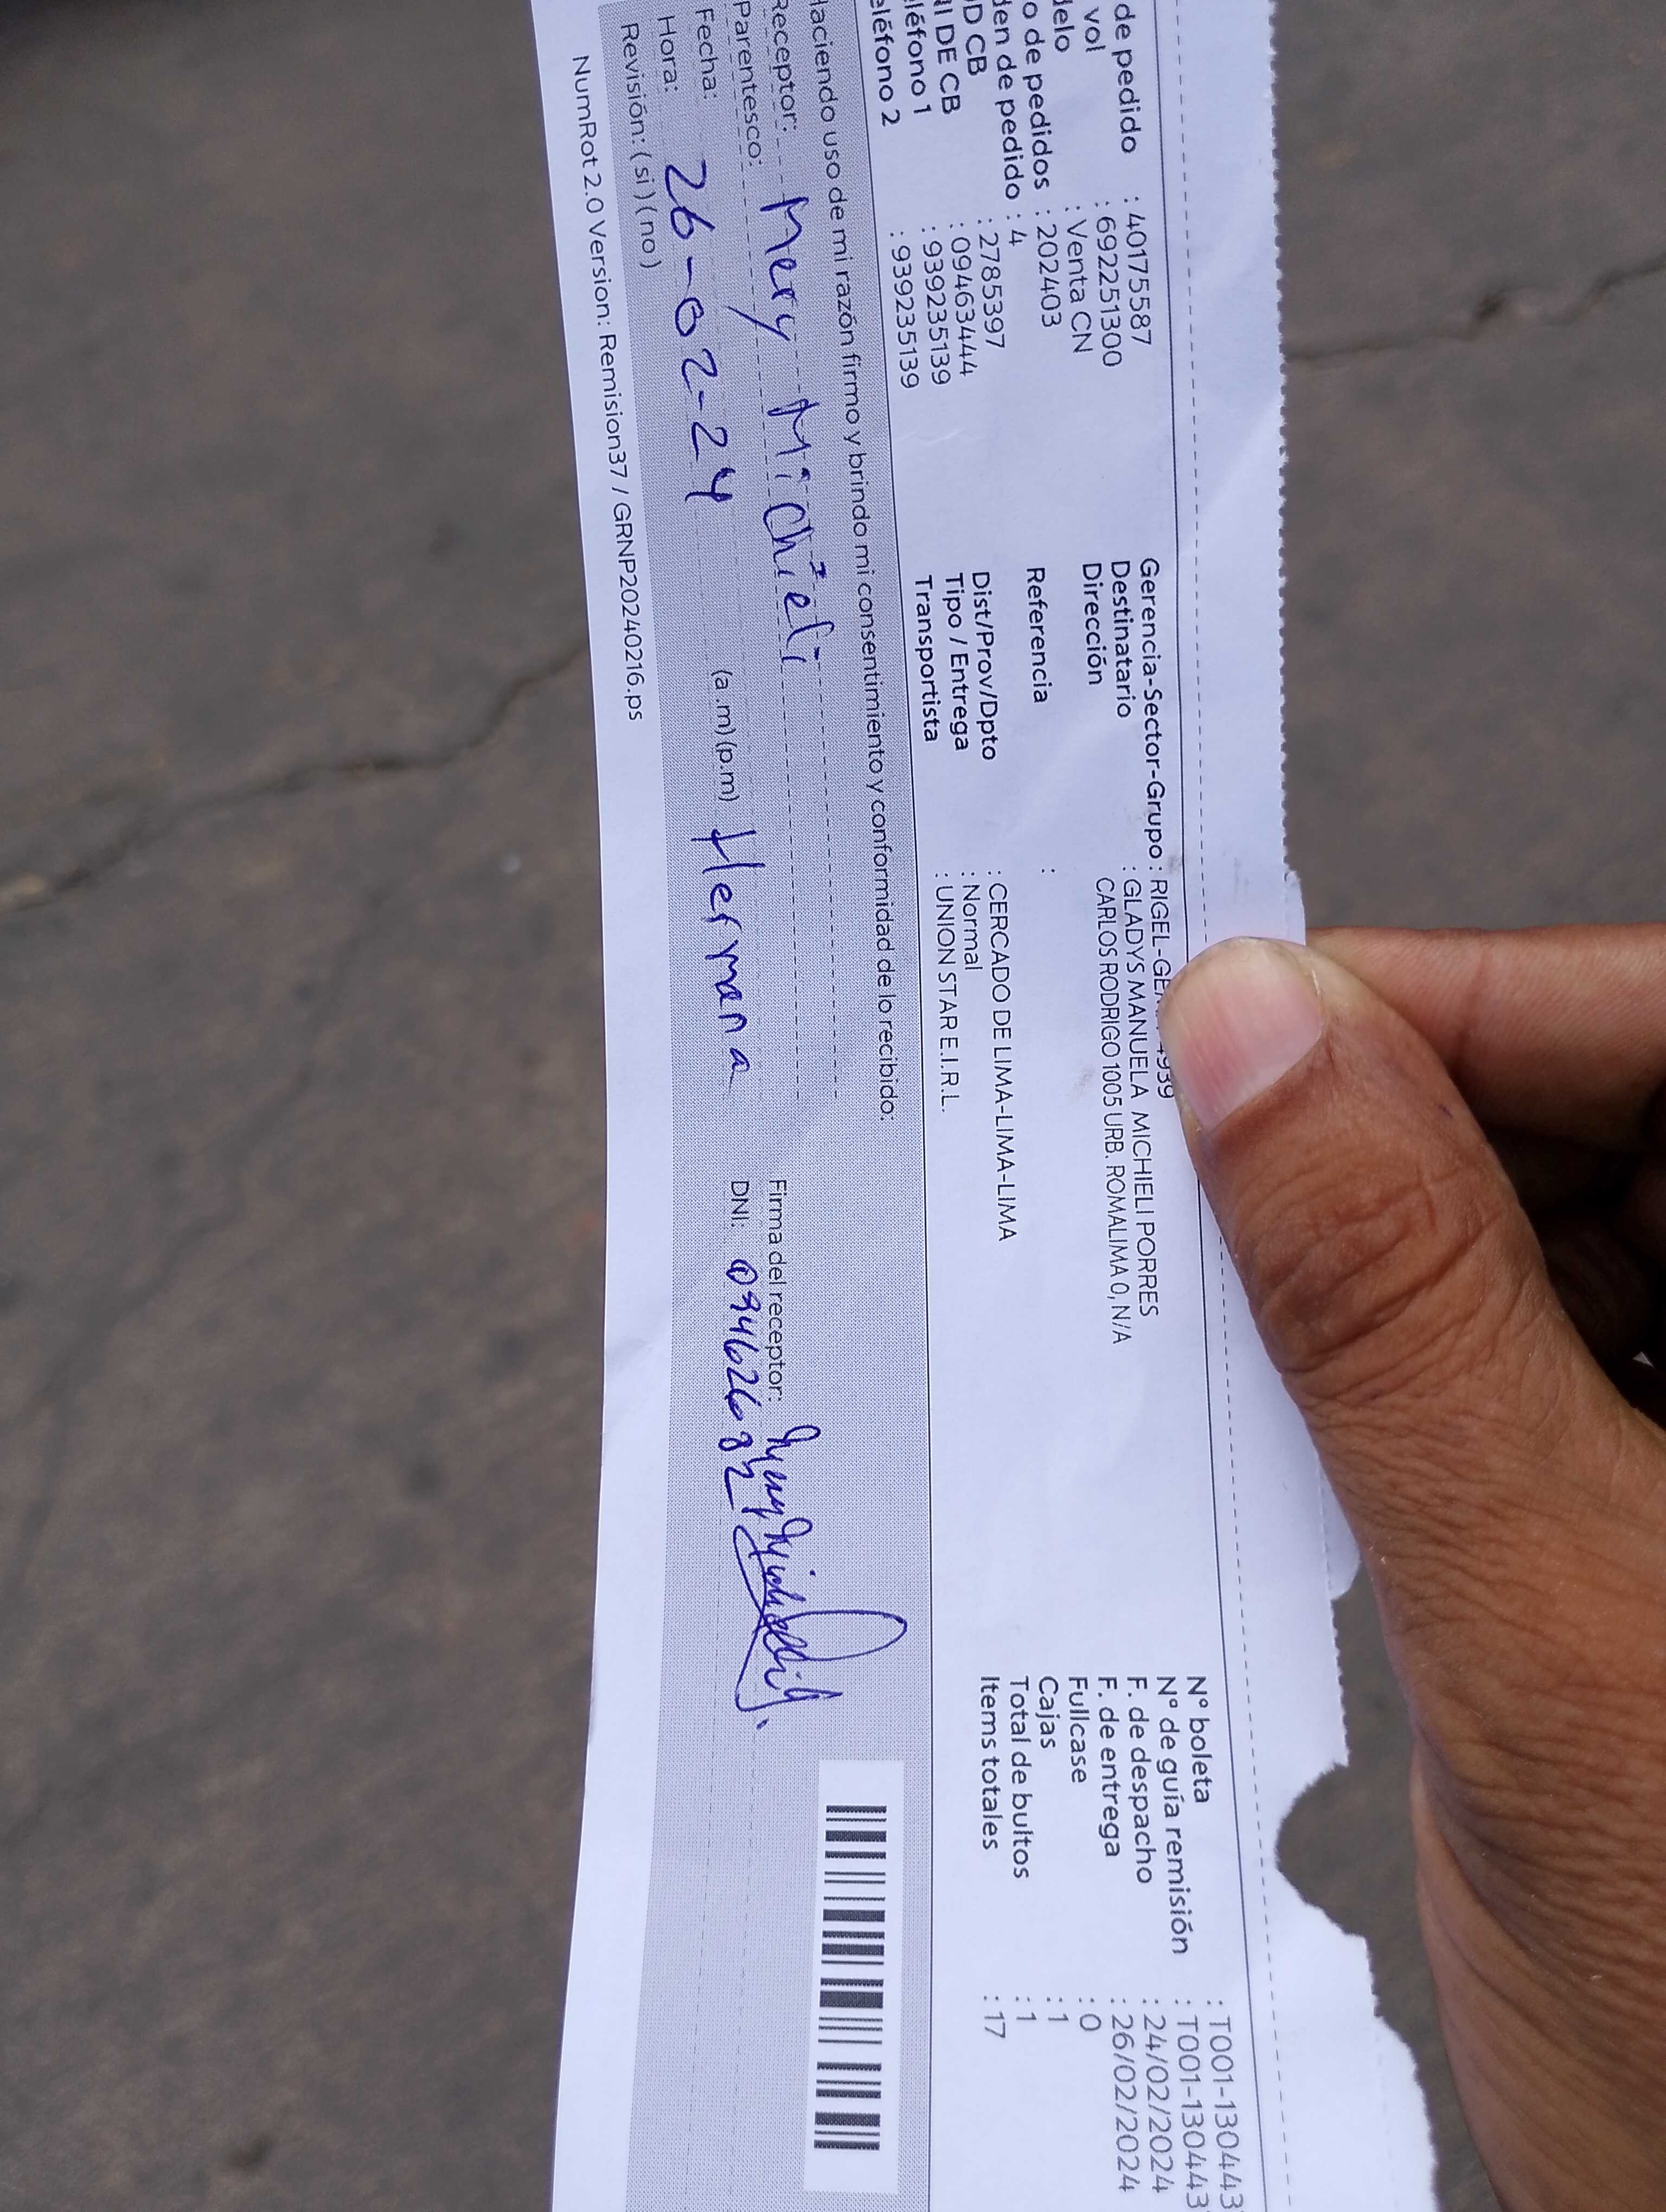 de pedido : 40175587
vol : 692251300
delo : Venta CN
o de pedidos : 202403
den de pedido : 4
D CB : 2785397
NI DE CB : 09463444
eléfono 1 : 939235139
eléfono 2 : 939235139
Gerencia-Sector-Grupo : RIGEL-GE 4939
Destinatario : GLADYS MANUELA MICHIELI PORRES
Dirección CARLOS RODRIGO 1005 URB. ROMALIMA 0, N/A
Referencia :
Dist/Prov/Dpto : CERCADO DE LIMA-LIMA-LIMA
Tipo / Entrega : Normal
Transportista : UNION STAR E.I.R.L.
N° boleta : T001-130443
N° de guía remisión : T001-130443
F. de despacho : 24/02/2024
F. de entrega : 26/02/2024
Fullcase : 0
Cajas : 1
Total de bultos : 1
Items totales : 17
Haciendo uso de mi razón firmo y brindo mi consentimiento y conformidad de lo recibido:
Receptor: Mery Michieli
Parentesco:
Fecha: 26-02-24
Hora: (a.m)(p.m) Hermana
Revisión: (si) (no)
Firma del receptor:
DNI: 09462682
NumRot 2.0 Version: Remision37 / GRNP20240216.ps